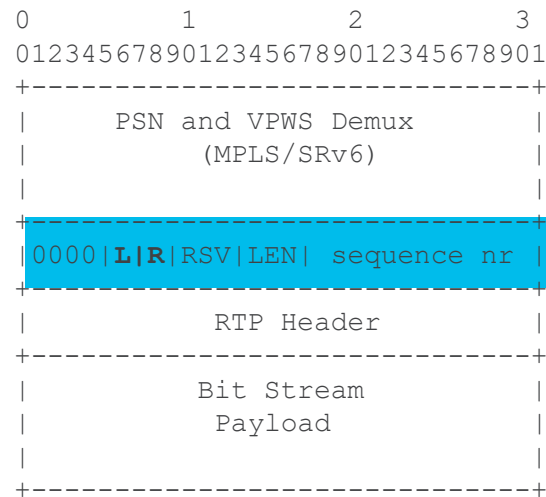 0                   1                   2                   3
01234567890123456789012345678901
+------------------------------+
|     PSN and VPWS Demux       |
|          (MPLS/SRv6)         |
|                              |
+------------------------------+
|0000|L|R|RSV|LEN| sequence nr |
+------------------------------+
|           RTP Header         |
+------------------------------+
|          Bit Stream          |
|           Payload            |
|                              |
+------------------------------+